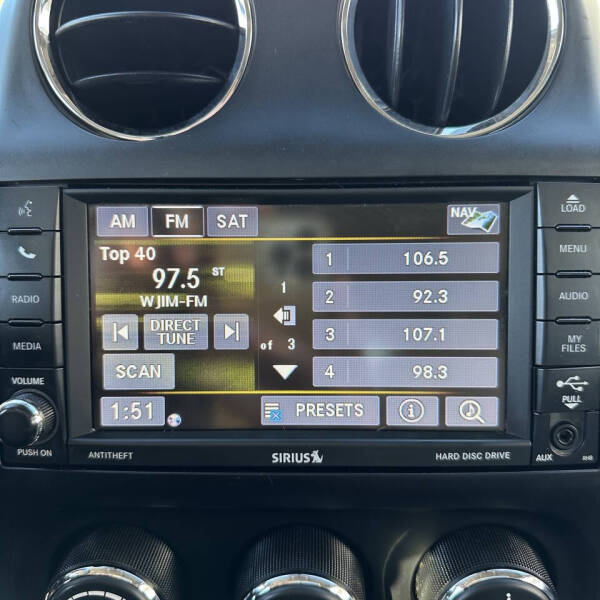 AM FM SAT NAV
LOAD
Top 40
97.5 ST
WJIM-FM
1 106.5
MENU
2 92.3
RADIO
AUDIO
1
of 3
DIRECT
TUNE
3 107.1
MEDIA
MY
FILES
SCAN
4 98.3
VOLUME
PULL
1:51 PRESETS i
PUSH ON
ANTITHEFT SIRIUS HARD DISC DRIVE
AUX RHB